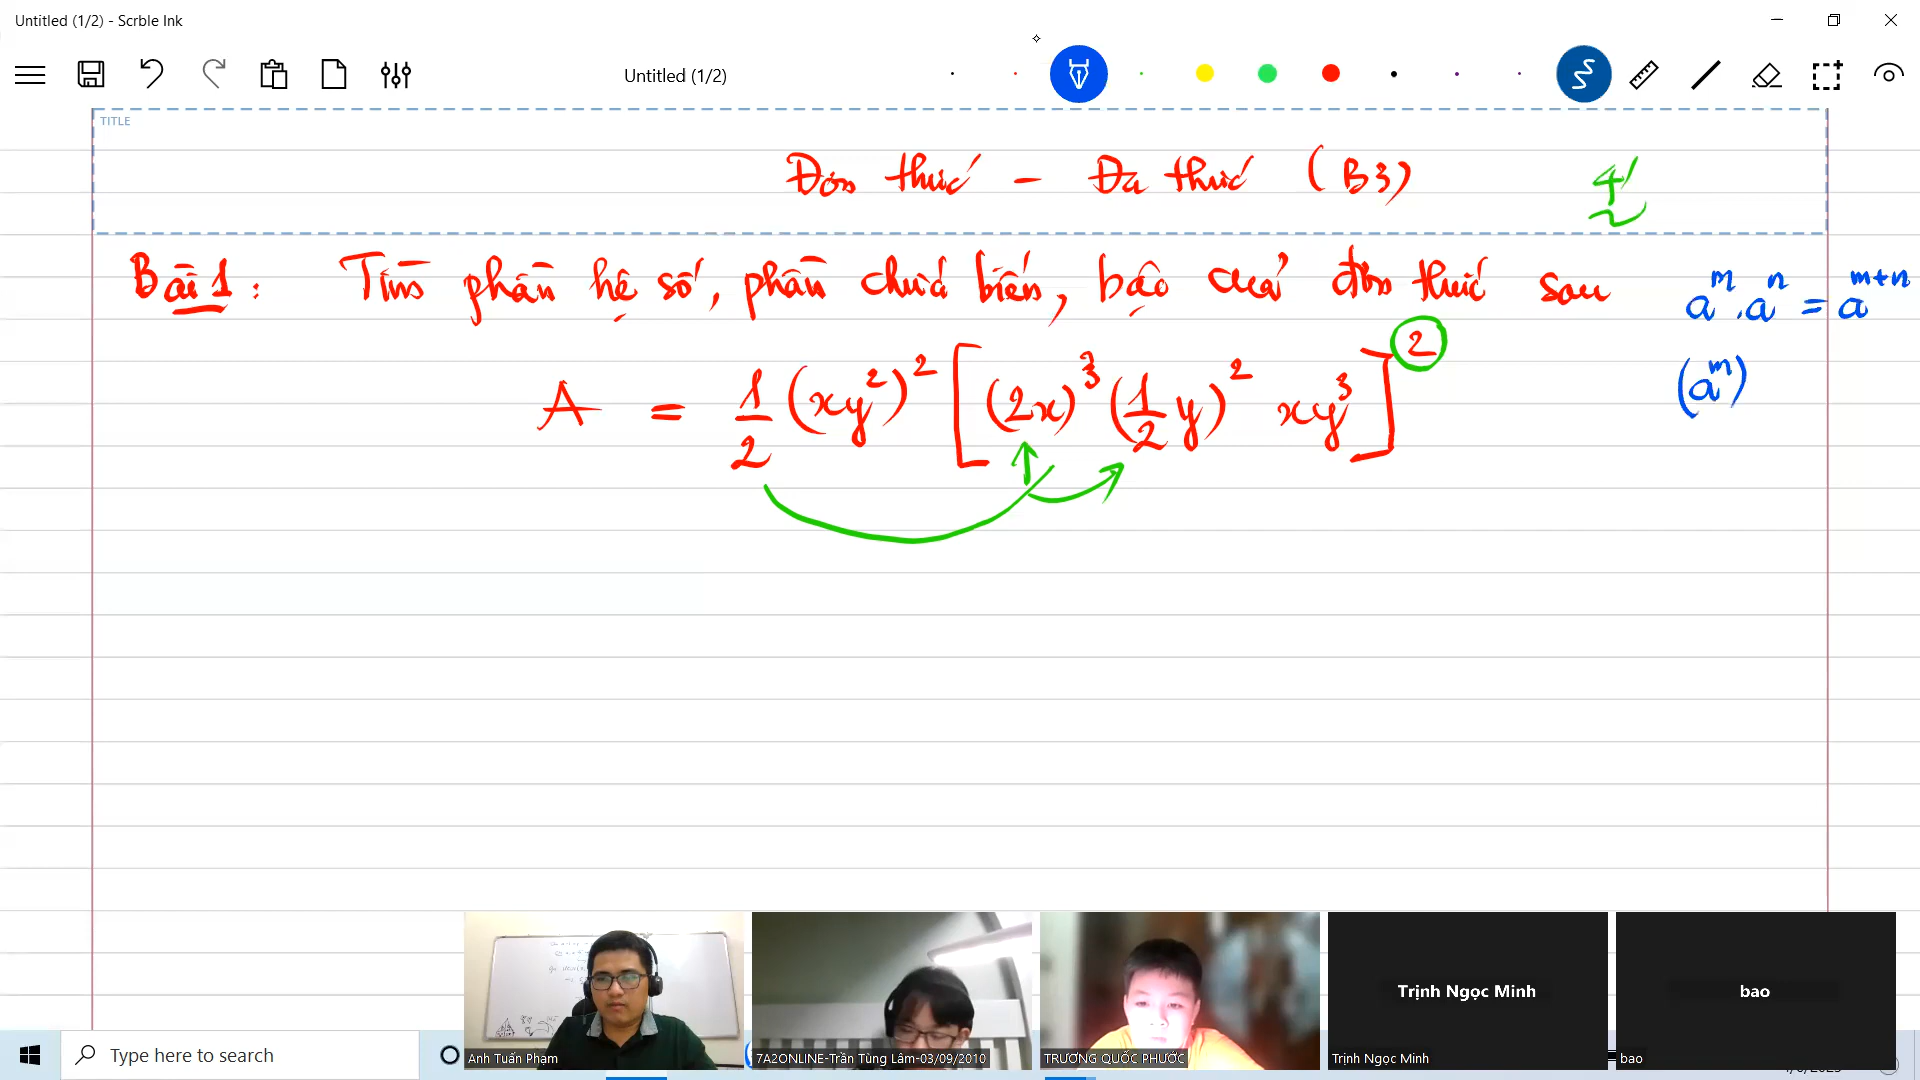 Untitled (1/2) - Scrble Ink
Untitled (1/2)
TITLE
Đơn thức - Đa thức (B3)
4'
Bài 1: Tìm phần hệ số, phần chứa biến, bậc của đơn thức sau
a^m . a^n = a^{m+n}
(a^m)
A = 1/2 (xy^2)^2 [(2x)^3 (1/2 y)^2 xy^3]^2
Trịnh Ngọc Minh
bao
Type here to search
Anh Tuấn Phạm
7A2ONLINE-Trần Tùng Lâm-03/09/2010
TRƯƠNG QUỐC PHƯỚC
Trịnh Ngọc Minh
bao